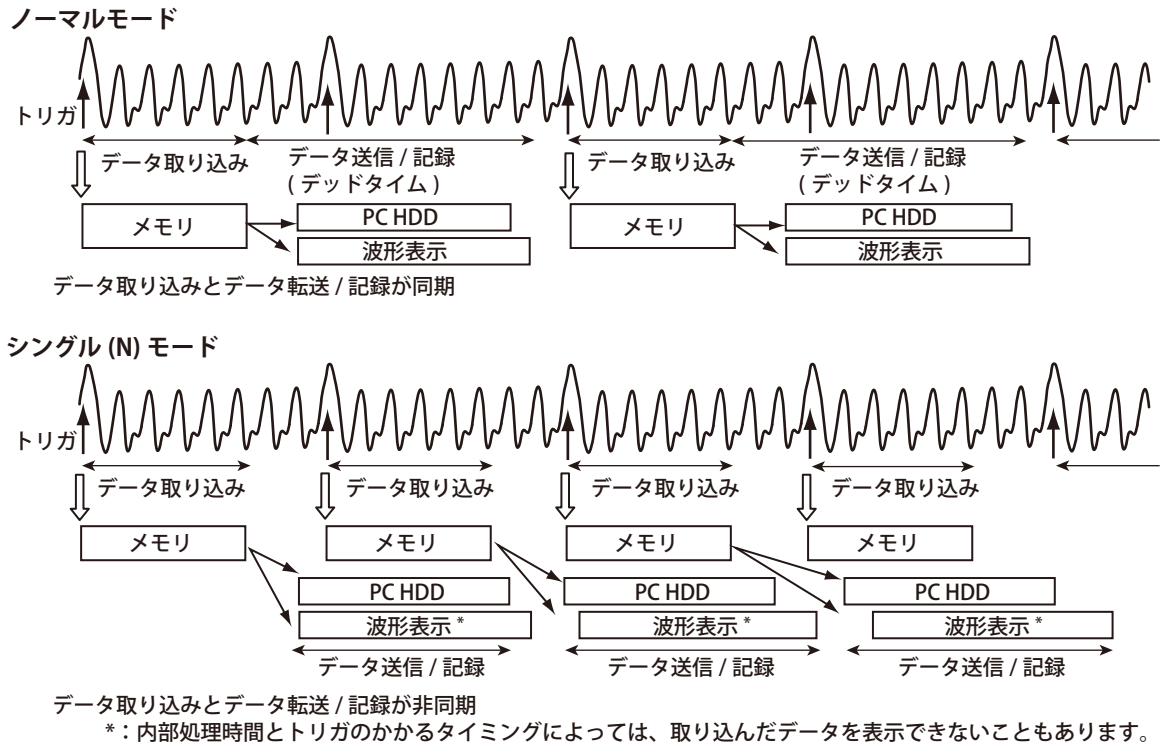 ノーマルモード
トリガ
データ取り込み
データ送信 / 記録
( デッドタイム )
データ取り込み
データ送信 / 記録
( デッドタイム )
メモリ
PC HDD
波形表示
メモリ
PC HDD
波形表示
データ取り込みとデータ転送 / 記録が同期
シングル (N) モード
トリガ
データ取り込み
データ取り込み
データ取り込み
データ取り込み
メモリ
メモリ
メモリ
メモリ
PC HDD
PC HDD
PC HDD
波形表示 *
波形表示 *
波形表示 *
データ送信 / 記録
データ送信 / 記録
データ送信 / 記録
データ取り込みとデータ転送 / 記録が非同期
*：内部処理時間とトリガのかかるタイミングによっては、取り込んだデータを表示できないこともあります。